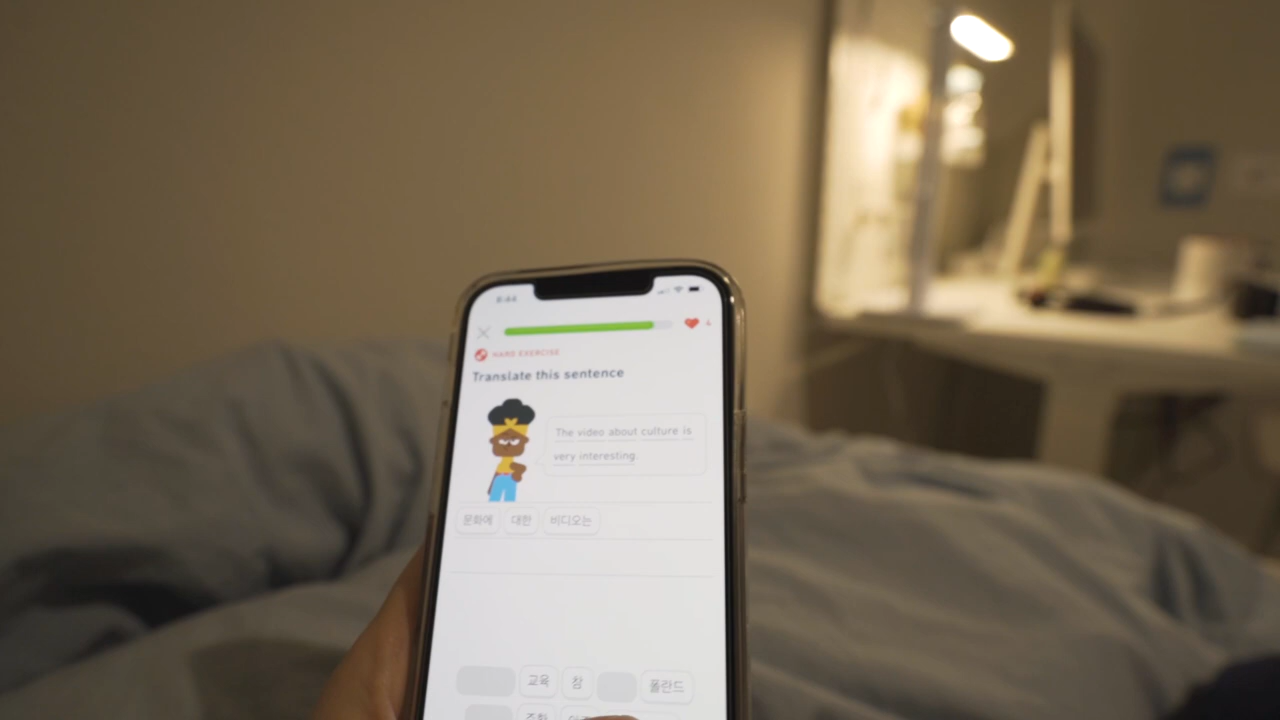 HARD EXERCISE
Translate this sentence
The video about culture is
very interesting.
문화에 대한 비디오는
교육 창 폴란드